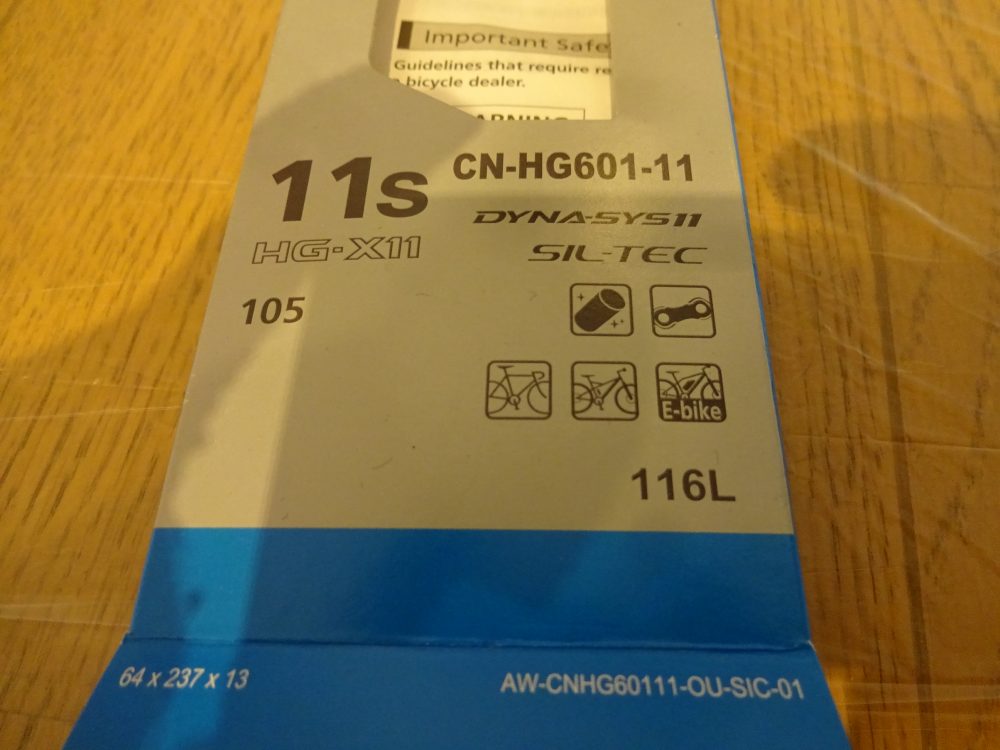 Important Safe
Guidelines that require re
bicycle dealer.
11s
CN-HG601-11
HG-X11
DYNA-SYS11
SIL-TEC
105
E-bike
116L
64 x 237 x 13
AW-CNHG60111-OU-SIC-01